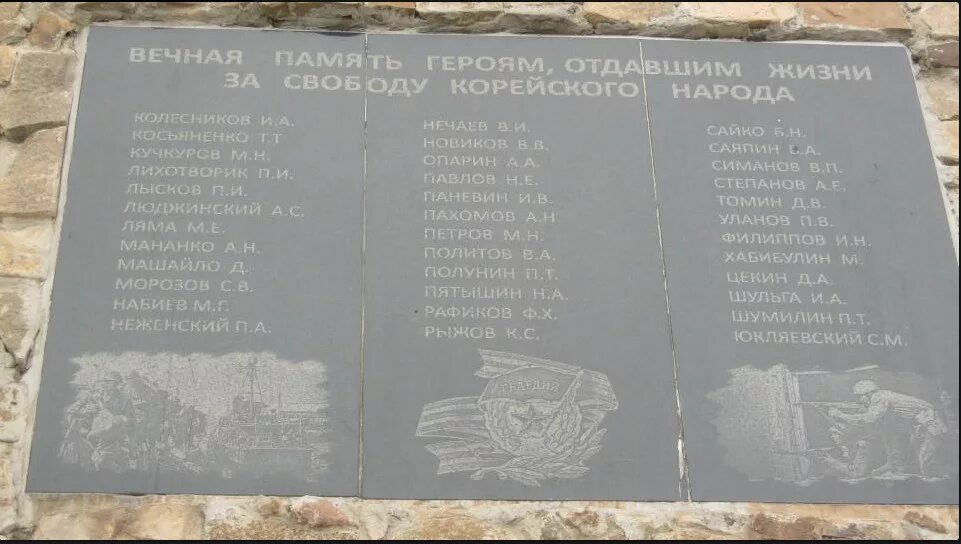 ВЕЧНАЯ ПАМЯТЬ ГЕРОЯМ, ОТДАВШИМ ЖИЗНИ
ЗА СВОБОДУ КОРЕЙСКОГО НАРОДА
КОЛЕСНИКОВ И.А.
КОСЬЯНЕНКО Т.Т
КУЧКУРОВ М.Н.
ЛИХОТВОРИК П.И.
ЛЫСКОВ П.И.
ЛЮДЖИНСКИЙ А.С.
ЛЯМА М.Е.
МАНАНКО А.Н.
МАШАЙЛО Д.
МОРОЗОВ С.В.
НАБИЕВ М.Г.
НЕЖЕНСКИЙ П.А.
НЕЧАЕВ В.И.
НОВИКОВ В.В.
ОПАРИН А.А.
ПАВЛОВ Н.Е.
ПАНЕВИН И.В.
ПАХОМОВ А.Н
ПЕТРОВ М.Н.
ПОЛИТОВ В.А.
ПОЛУНИН П.Т.
ПЯТЫШИН Н.А.
РАФИКОВ Ф.Х.
РЫЖОВ К.С.
САЙКО Б.Н.
САЯПИН В.А.
СИМАНОВ В.П.
СТЕПАНОВ А.Е.
ТОМИН Д.В.
УЛАНОВ П.В.
ФИЛИППОВ И.Н.
ХАБИБУЛИН М.
ЦЕКИН Д.А.
ШУЛЬГА И.А.
ШУМИЛИН П.Т.
ЮКЛЯЕВСКИЙ С.М.